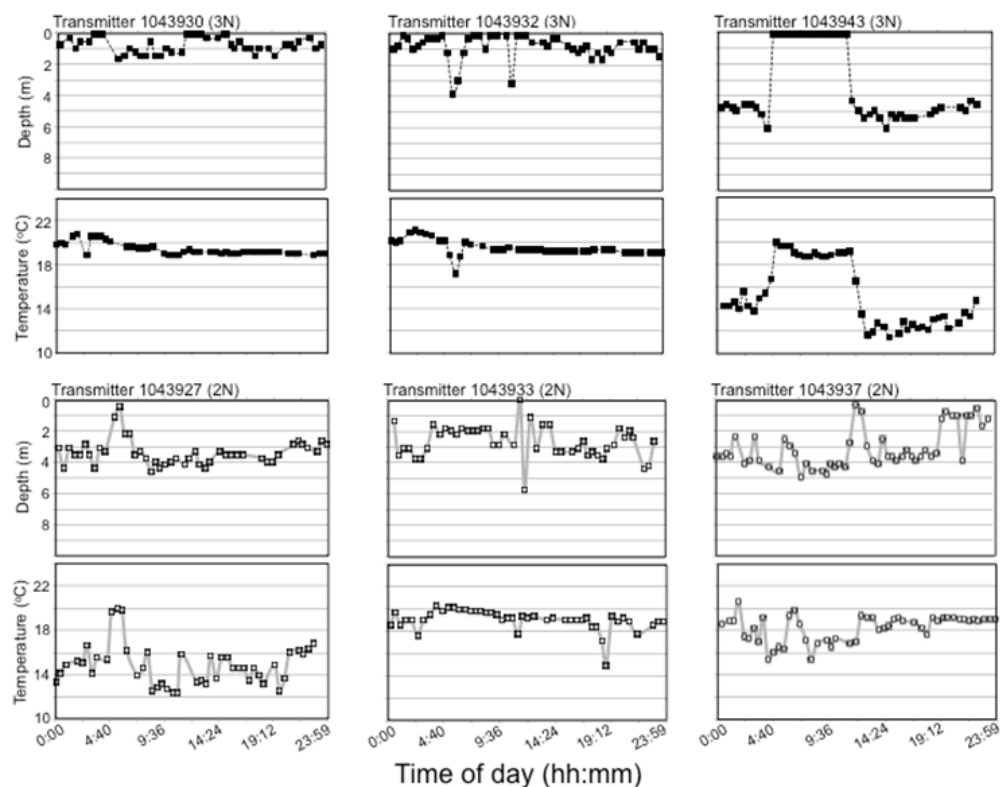 Transmitter 1043930 (3N)
Transmitter 1043932 (3N)
Transmitter 1043943 (3N)
Depth (m)
0
2
4
6
8
Temperature (°C)
22
18
14
10
Transmitter 1043927 (2N)
Transmitter 1043933 (2N)
Transmitter 1043937 (2N)
Depth (m)
0
2
4
6
8
Temperature (°C)
22
18
14
10
0:00 4:40 9:36 14:24 19:12 23:59
0:00 4:40 9:36 14:24 19:12 23:59
0:00 4:40 9:36 14:24 19:12 23:59
Time of day (hh:mm)